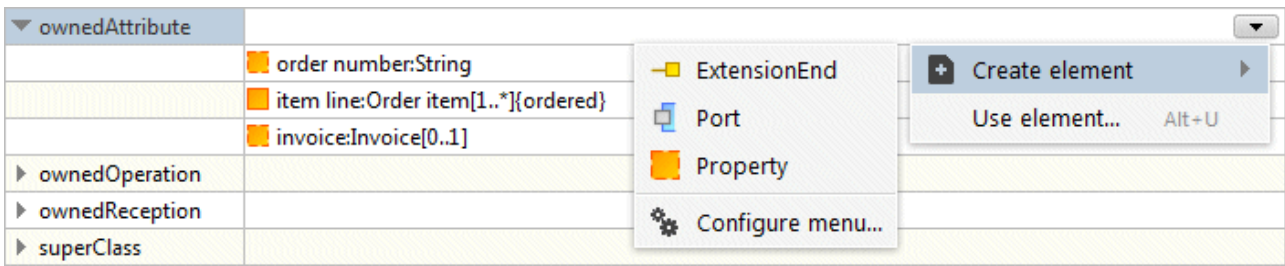 ownedAttribute
order number:String
item line:Order item[1..*]{ordered}
invoice:Invoice[0..1]
ownedOperation
ownedReception
superClass
ExtensionEnd
Port
Property
Configure menu...
Create element
Use element... Alt+U